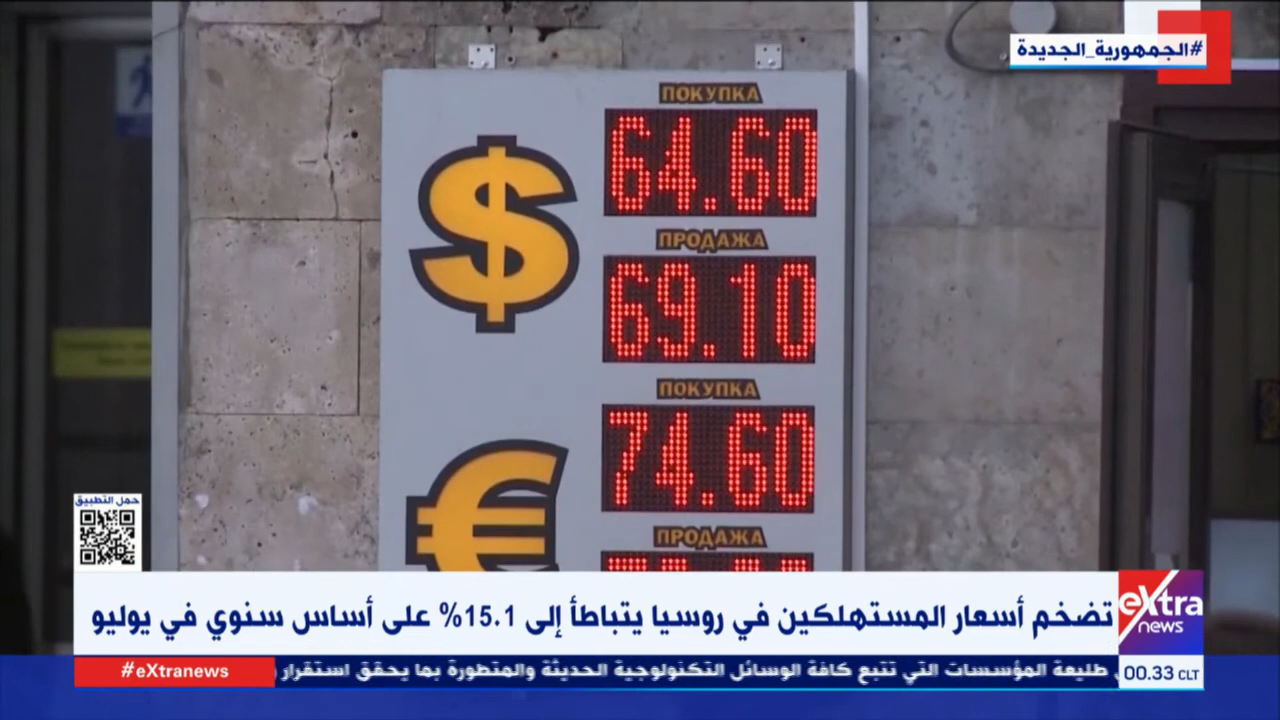 #الجمهورية_الجديدة
ПОКУПКА
64.60
$
ПРОДАЖА
69.10
ПОКУПКА
74.60
€
ПРОДАЖА
حمل التطبيق
تضخم أسعار المستهلكين في روسيا يتباطأ إلى 15.1% على أساس سنوي في يوليو
eXtra
news
#eXtranews
طليعة المؤسسات التي تتبع كافة الوسائل التكنولوجية الحديثة والمتطورة بما يحقق استقرار
00.33 CLT